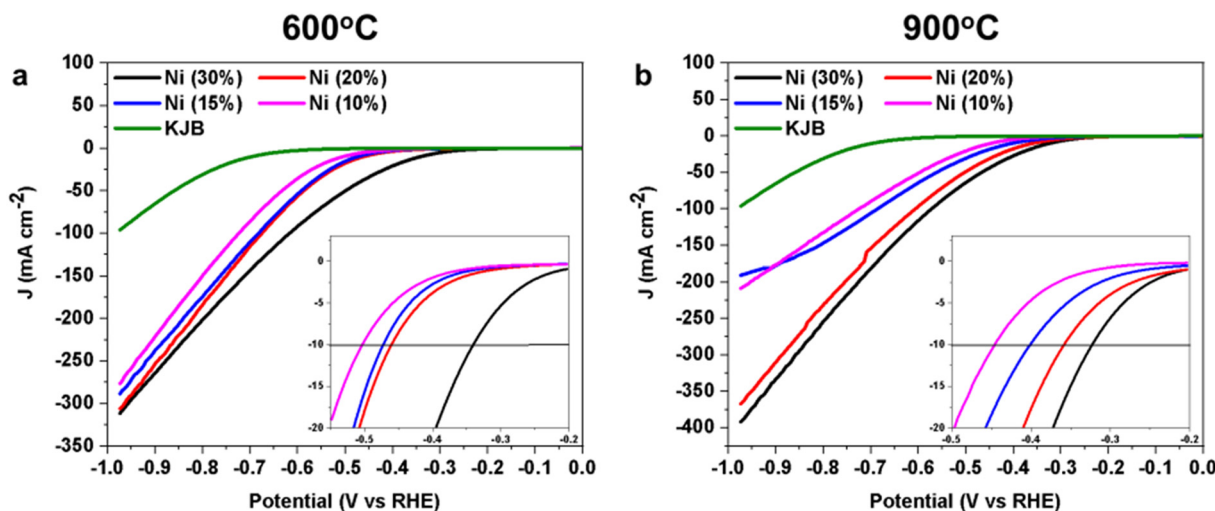 600°C
900°C
a
Ni (30%) Ni (20%)
Ni (15%) Ni (10%)
KJB
100
50
0
-50
-100
-150
-200
-250
-300
-350
J (mA cm-2)
-1.0 -0.9 -0.8 -0.7 -0.6 -0.5 -0.4 -0.3 -0.2 -0.1 0.0
Potential (V vs RHE)
0
-5
-10
-15
-20
-0.5 -0.4 -0.3 -0.2
b
Ni (30%) Ni (20%)
Ni (15%) Ni (10%)
KJB
100
50
0
-50
-100
-150
-200
-250
-300
-350
-400
J (mA cm-2)
-1.0 -0.9 -0.8 -0.7 -0.6 -0.5 -0.4 -0.3 -0.2 -0.1 0.0
Potential (V vs RHE)
0
-5
-10
-15
-20
-0.5 -0.4 -0.3 -0.2